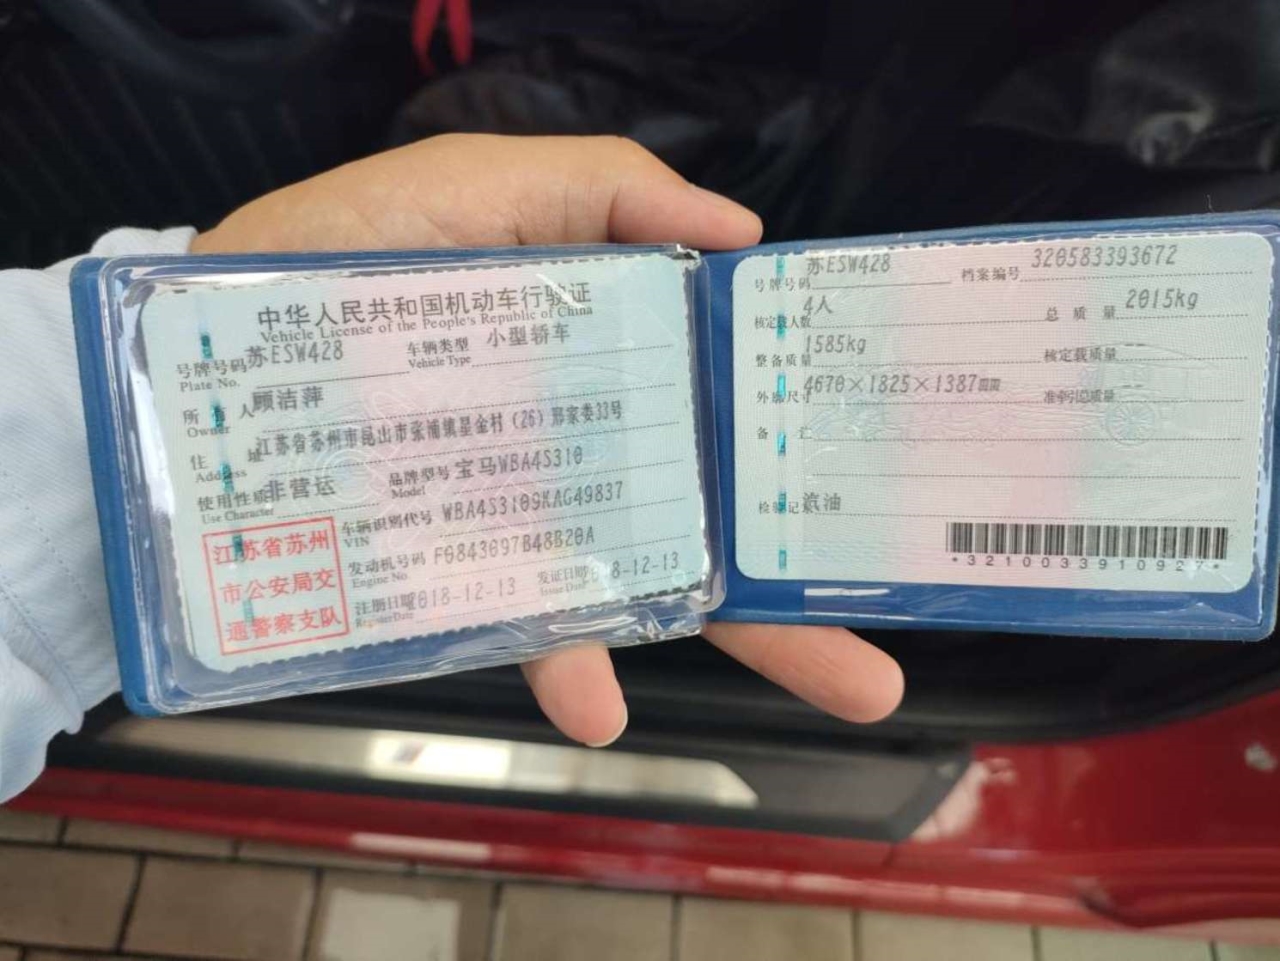 中华人民共和国机动车行驶证
Vehicle License of the People's Republic of China
号牌号码 苏ESW428 车辆类型 小型轿车
Plate No. Vehicle Type
所有人 顾洁萍
Owner
住址 江苏省苏州市昆山市张浦镇星金村(26)邢家娄33号
Address
使用性质 非营运 品牌型号 宝马WBA4S310
Use Character Model
车辆识别代号 WBA4S3109KAG49837
VIN
发动机号码 F0843097B48B20A
Engine No.
注册日期 2018-12-13 发证日期 2018-12-13
Register Date Issue Date
江苏省苏州
市公安局交
通警察支队
号牌号码 苏ESW428 档案编号 320583393672
核定载人数 4人 总质量 2015kg
整备质量 1585kg 核定载质量
外廓尺寸 4670×1825×1387mm 准牵引总质量
备注
检验记录 汽油
*3210033910927*